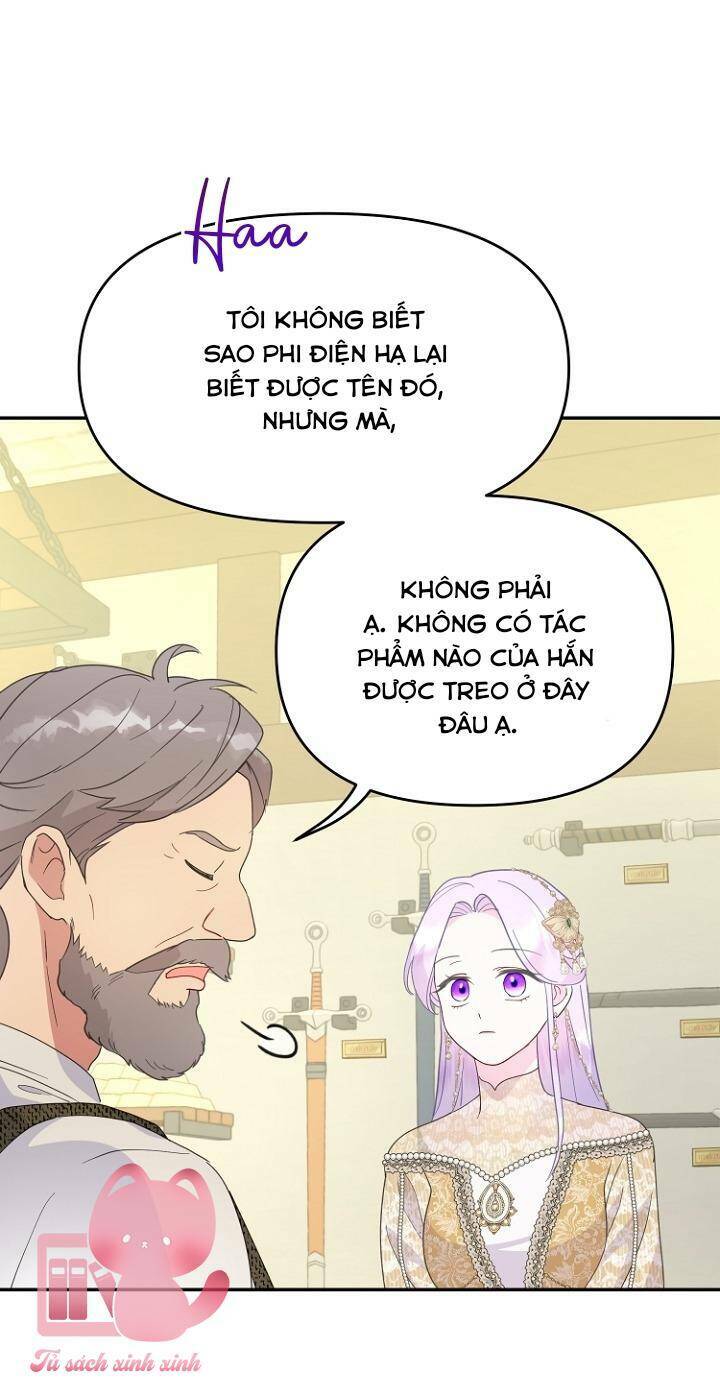 Haa
TÔI KHÔNG BIẾT
SAO PHI ĐIỆN HẠ LẠI
BIẾT ĐƯỢC TÊN ĐÓ,
NHƯNG MÀ,
KHÔNG PHẢI
Ạ. KHÔNG CÓ TÁC
PHẨM NÀO CỦA HẮN
ĐƯỢC TREO Ở ĐÂY
ĐÂU Ạ.
Tủ sách xinh xinh